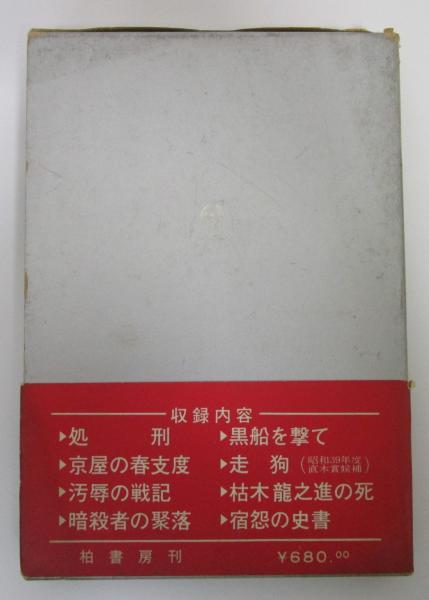 収録内容
▶処刑
▶京屋の春支度
▶汚辱の戦記
▶暗殺者の聚落
▶黒船を撃て
▶走狗（昭和39年度直木賞候補）
▶枯木龍之進の死
▶宿怨の史書
柏書房刊 ¥680.00